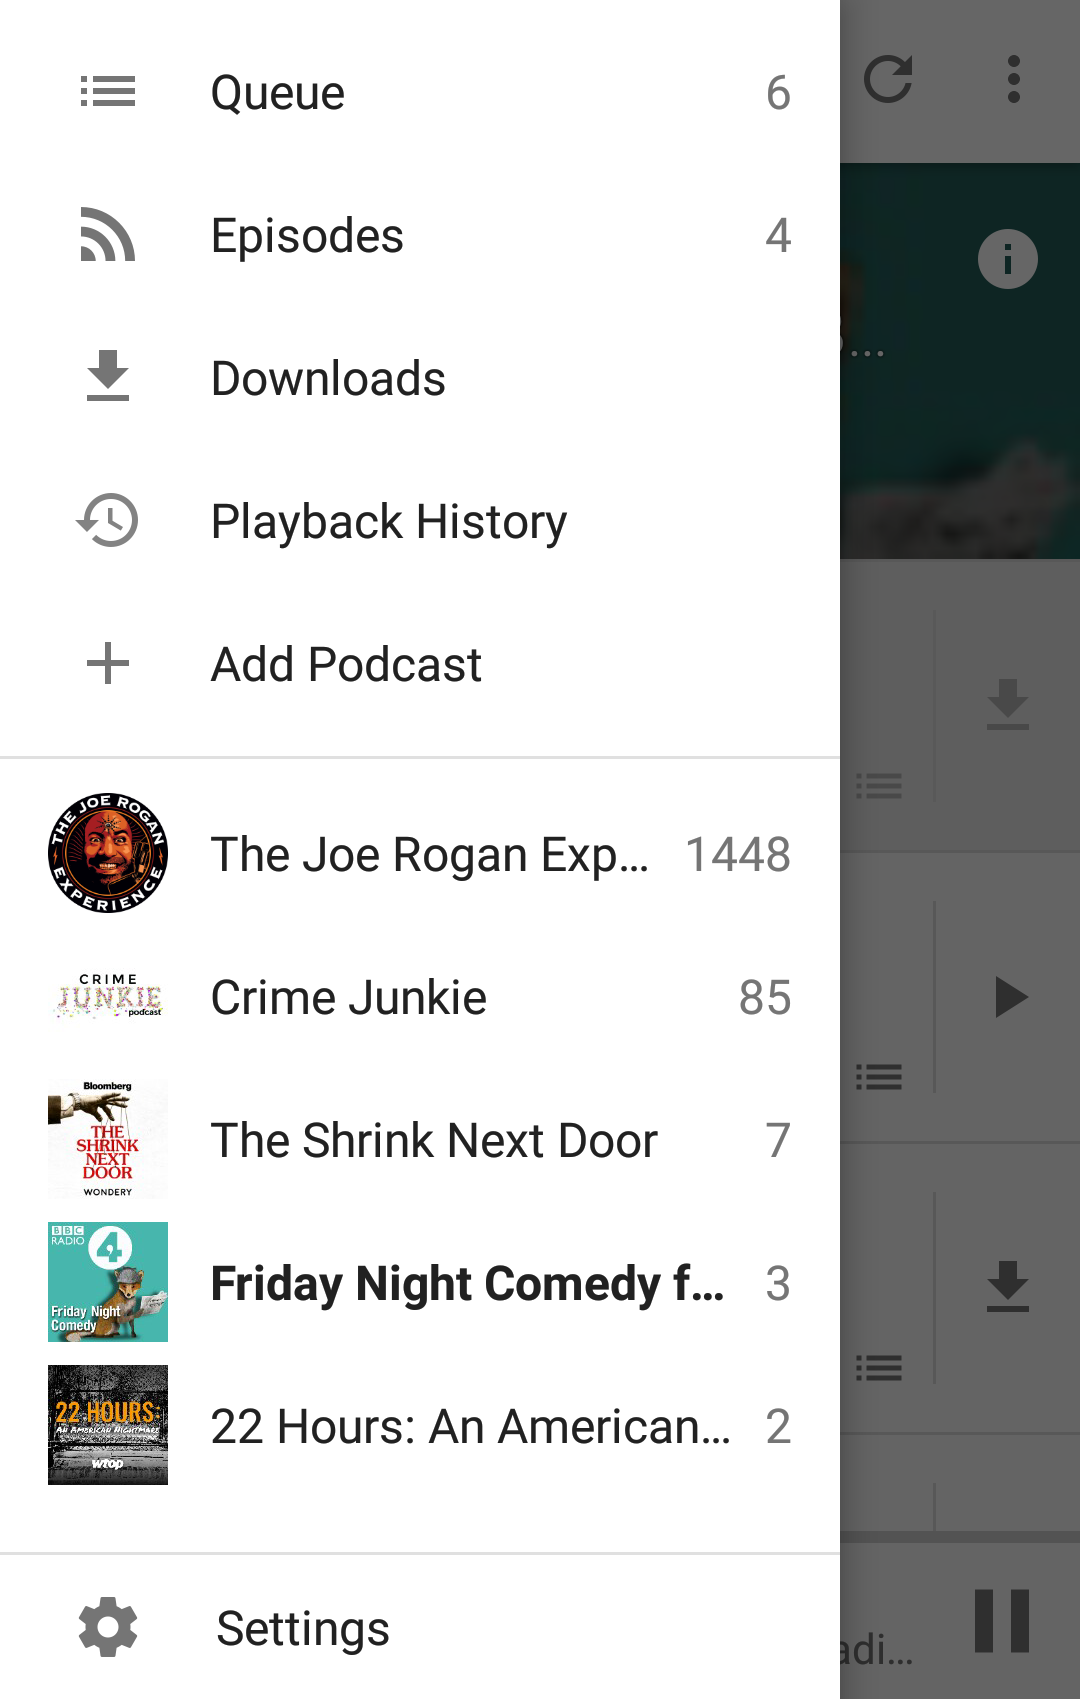 Queue 6
Episodes 4
Downloads
Playback History
Add Podcast
THE JOE ROGAN EXPERIENCE
The Joe Rogan Exp... 1448
CRIME
JUNKIE
podcast
Crime Junkie 85
Bloomberg
THE
SHRINK
NEXT
DOOR
WONDERY
The Shrink Next Door 7
BBC
RADIO
4
Friday Night
Comedy
Friday Night Comedy f... 3
22 HOURS:
AN AMERICAN NIGHTMARE
wtop
22 Hours: An American... 2
Settings
adi...